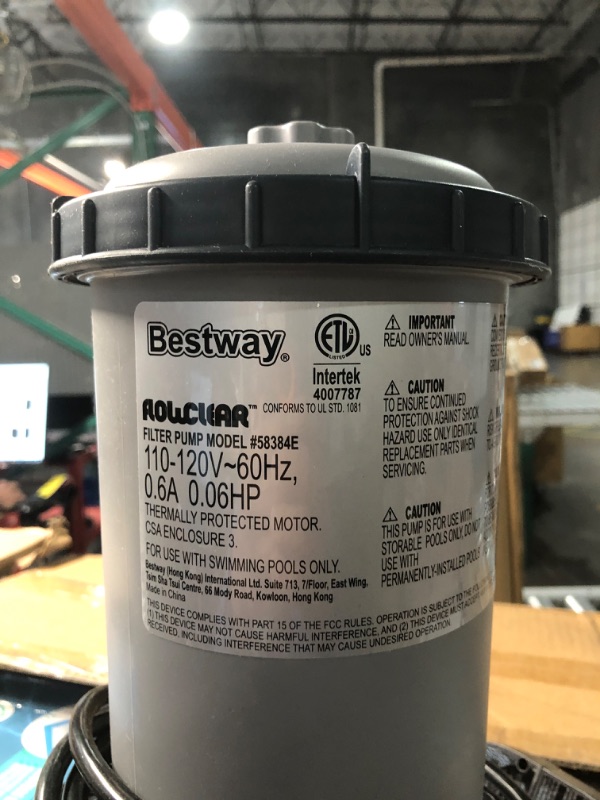 Bestway®
ETL
LISTED
US
Intertek
4007787
FLOWCLEAR™ CONFORMS TO UL STD. 1081
FILTER PUMP MODEL #58384E
110-120V~60Hz,
0.6A 0.06HP
THERMALLY PROTECTED MOTOR.
CSA ENCLOSURE 3.
FOR USE WITH SWIMMING POOLS ONLY.
Bestway (Hong Kong) International Ltd. Suite 713, 7/Floor, East Wing,
Tsim Sha Tsui Centre, 66 Mody Road, Kowloon, Hong Kong
Made in China
THIS DEVICE COMPLIES WITH PART 15 OF THE FCC RULES. OPERATION IS SUBJECT TO THE
(1) THIS DEVICE MAY NOT CAUSE HARMFUL INTERFERENCE, AND (2) THIS DEVICE MUST
RECEIVED, INCLUDING INTERFERENCE THAT MAY CAUSE UNDESIRED OPERATION.
IMPORTANT
READ OWNER'S MANUAL.
CAUTION
TO ENSURE CONTINUED
PROTECTION AGAINST SHOCK
HAZARD USE ONLY IDENTICAL
REPLACEMENT PARTS WHEN
SERVICING.
CAUTION
THIS PUMP IS FOR USE WITH
STORABLE POOLS ONLY, DO NOT
USE WITH
PERMANENTLY-INSTALLED POOLS